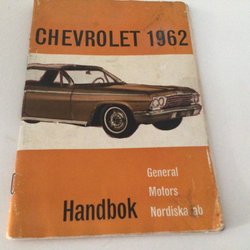 CHEVROLET 1962
General
Motors
Handbok Nordiska ab